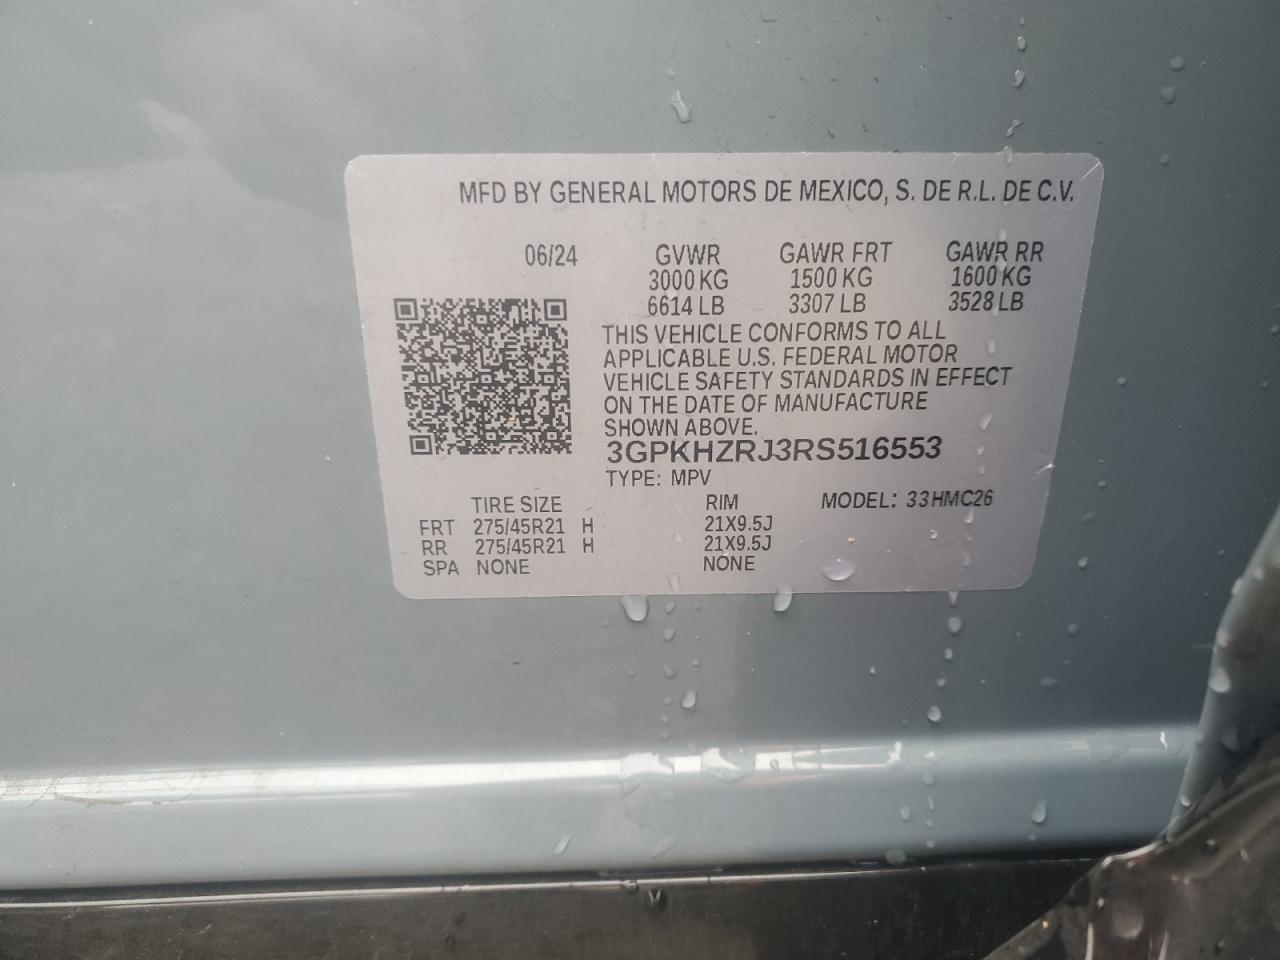 MFD BY GENERAL MOTORS DE MEXICO, S. DE R.L. DE C.V.
06/24 GVWR GAWR FRT GAWR RR
3000 KG 1500 KG 1600 KG
6614 LB 3307 LB 3528 LB
THIS VEHICLE CONFORMS TO ALL
APPLICABLE U.S. FEDERAL MOTOR
VEHICLE SAFETY STANDARDS IN EFFECT
ON THE DATE OF MANUFACTURE
SHOWN ABOVE.
3GPKHZRJ3RS516553
TYPE: MPV
TIRE SIZE RIM MODEL: 33HMC26
FRT 275/45R21 H 21X9.5J
RR 275/45R21 H 21X9.5J
SPA NONE NONE